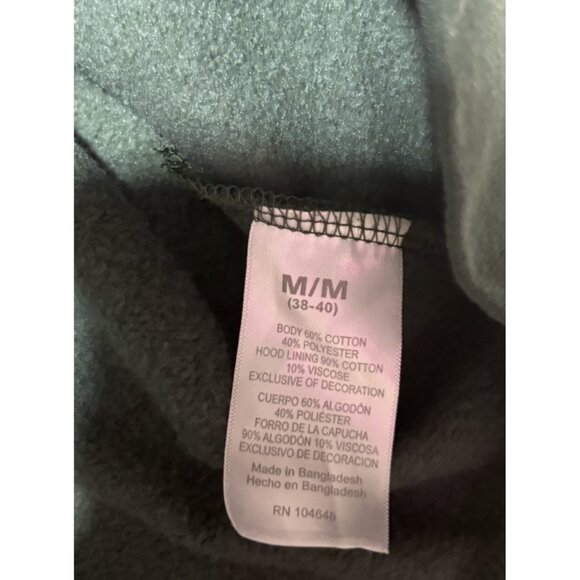 M/M
(38-40)
BODY 60% COTTON
40% POLYESTER
HOOD LINING 90% COTTON
10% VISCOSE
EXCLUSIVE OF DECORATION
CUERPO 60% ALGODÓN
40% POLIÉSTER
FORRO DE LA CAPUCHA
90% ALGODÓN 10% VISCOSA
EXCLUSIVO DE DECORACION
Made in Bangladesh
Hecho en Bangladesh
RN 104648